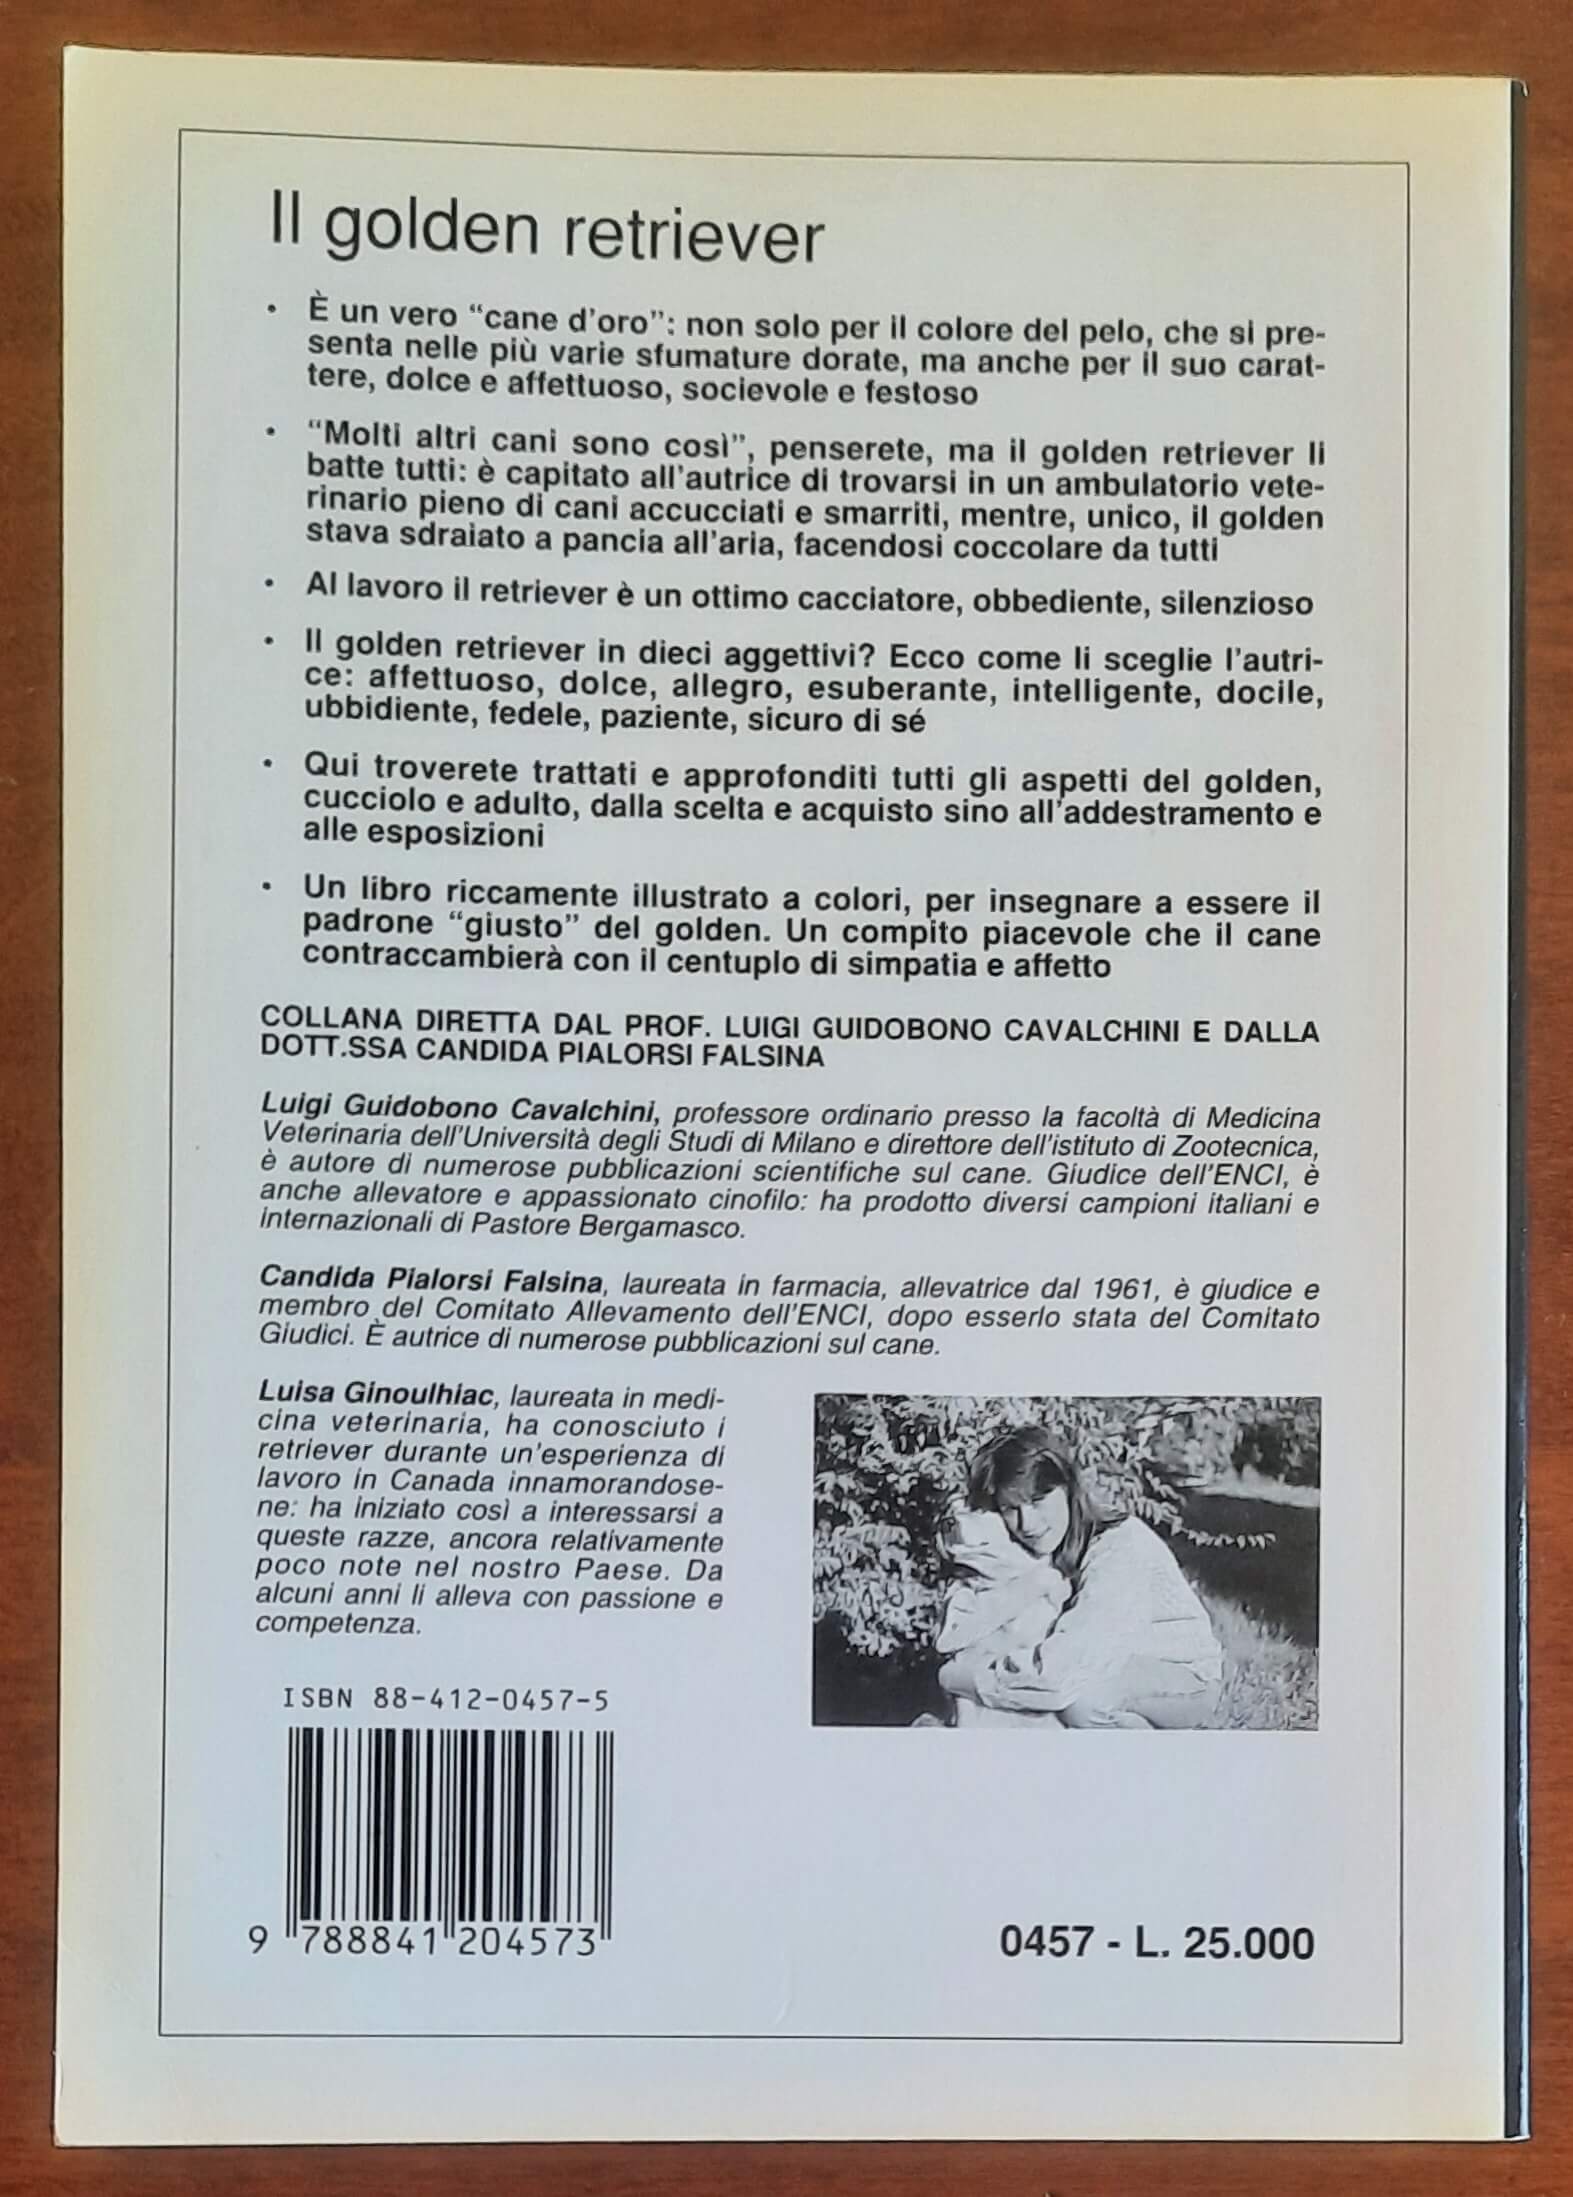 Il golden retriever
• È un vero “cane d’oro”: non solo per il colore del pelo, che si pre-
senta nelle più varie sfumature dorate, ma anche per il suo carat-
tere, dolce e affettuoso, socievole e festoso
• “Molti altri cani sono così”, penserete, ma il golden retriever li
batte tutti: è capitato all’autrice di trovarsi in un ambulatorio vete-
rinario pieno di cani accucciati e smarriti, mentre, unico, il golden
stava sdraiato a pancia all’aria, facendosi coccolare da tutti
• Al lavoro il retriever è un ottimo cacciatore, obbediente, silenzioso
• Il golden retriever in dieci aggettivi? Ecco come li sceglie l’autri-
ce: affettuoso, dolce, allegro, esuberante, intelligente, docile,
ubbidiente, fedele, paziente, sicuro di sé
• Qui troverete trattati e approfonditi tutti gli aspetti del golden,
cucciolo e adulto, dalla scelta e acquisto sino all’addestramento e
alle esposizioni
• Un libro riccamente illustrato a colori, per insegnare a essere il
padrone “giusto” del golden. Un compito piacevole che il cane
contraccambierà con il centuplo di simpatia e affetto
COLLANA DIRETTA DAL PROF. LUIGI GUIDOBONO CAVALCHINI E DALLA
DOTT.SSA CANDIDA PIALORSI FALSINA
Luigi Guidobono Cavalchini, professore ordinario presso la facoltà di Medicina
Veterinaria dell’Università degli Studi di Milano e direttore dell’istituto di Zootecnica,
è autore di numerose pubblicazioni scientifiche sul cane. Giudice dell’ENCI, è
anche allevatore e appassionato cinofilo: ha prodotto diversi campioni italiani e
internazionali di Pastore Bergamasco.
Candida Pialorsi Falsina, laureata in farmacia, allevatrice dal 1961, è giudice e
membro del Comitato Allevamento dell’ENCI, dopo esserlo stata del Comitato
Giudici. È autrice di numerose pubblicazioni sul cane.
Luisa Ginoulhiac, laureata in medi-
cina veterinaria, ha conosciuto i
retriever durante un’esperienza di
lavoro in Canada innamorandose-
ne: ha iniziato così a interessarsi a
queste razze, ancora relativamente
poco note nel nostro Paese. Da
alcuni anni li alleva con passione e
competenza.
ISBN 88-412-0457-5
9 788841 204573
0457 - L. 25.000